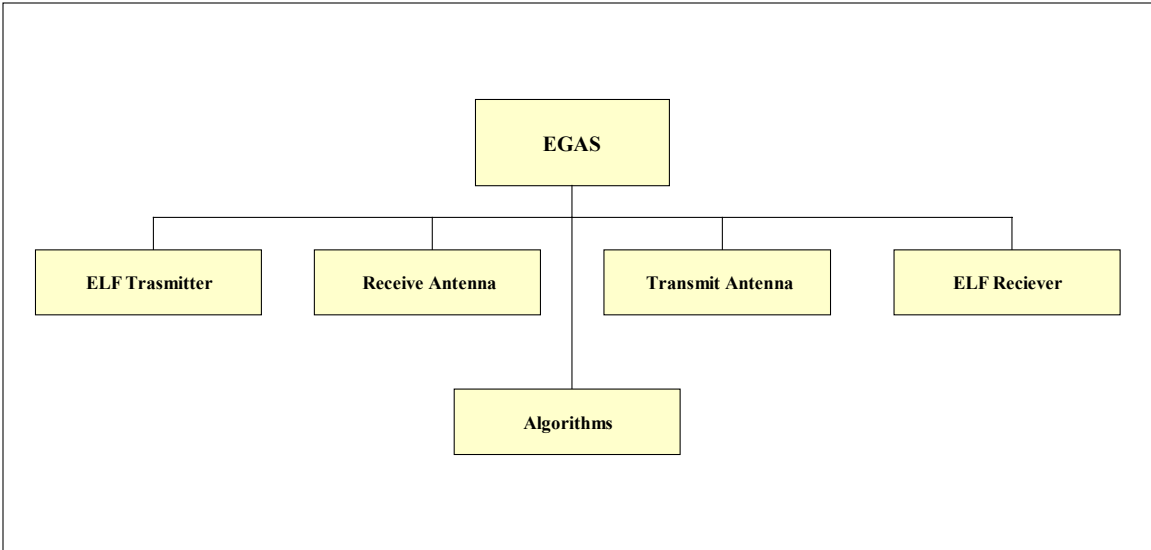 EGAS
ELF Trasmitter
Receive Antenna
Transmit Antenna
ELF Reciever
Algorithms